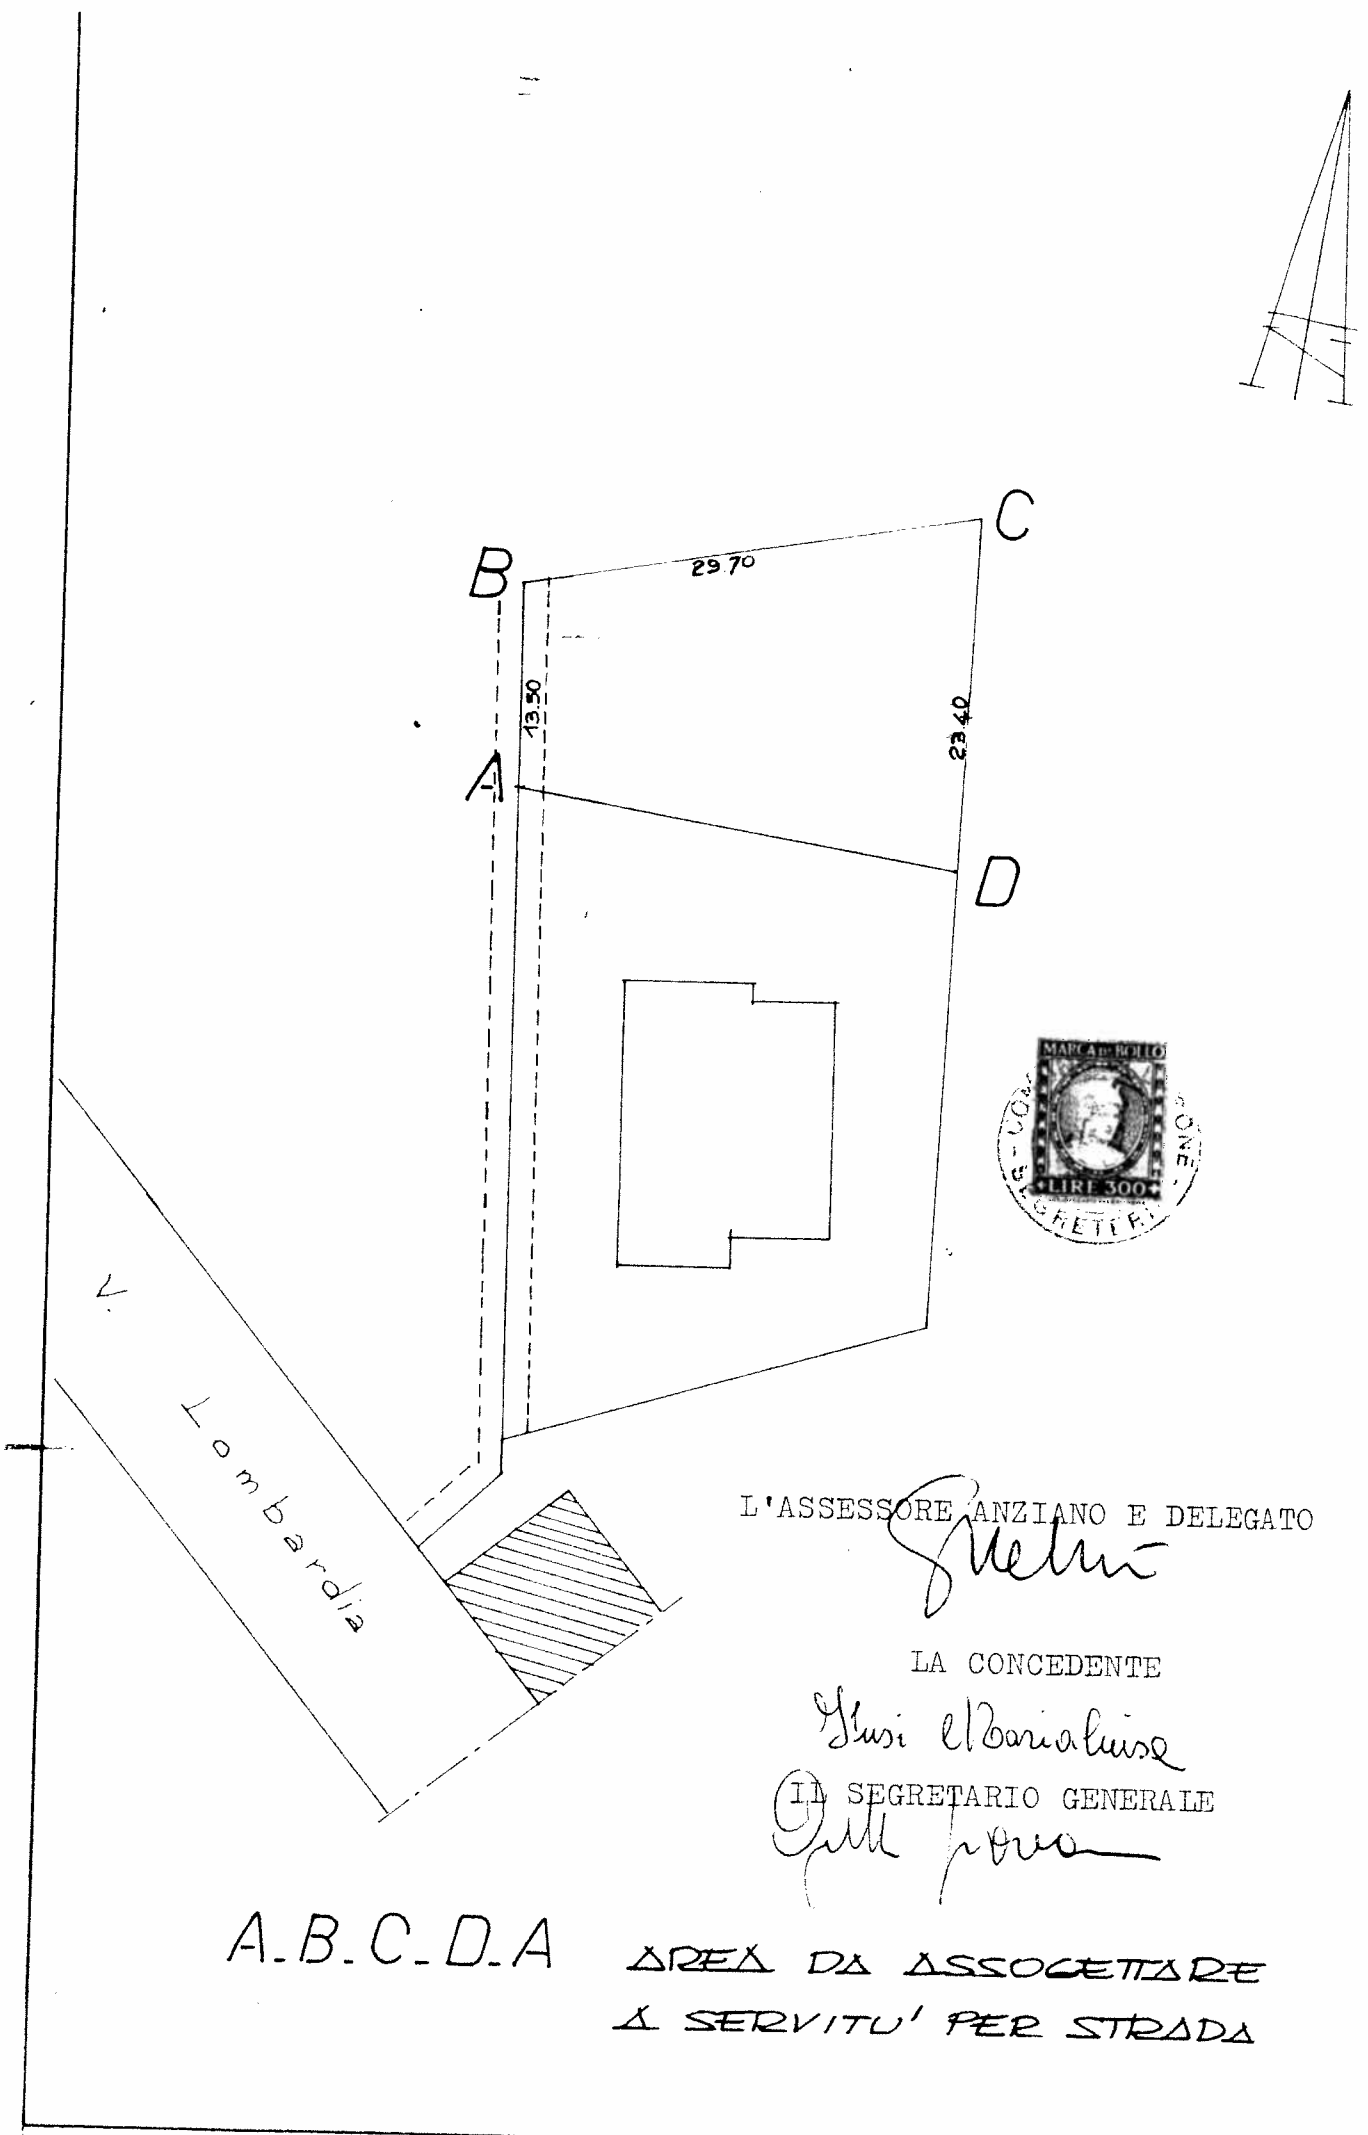 C
B
29.70
13.50
23.40
A
D
MARCA DA BOLLO
LIRE 300
V. Lombardia
L'ASSESSORE ANZIANO E DELEGATO
LA CONCEDENTE
IL SEGRETARIO GENERALE
A.B.C.D.A AREA DA ASSOGETTARE
A SERVITU' PER STRADA